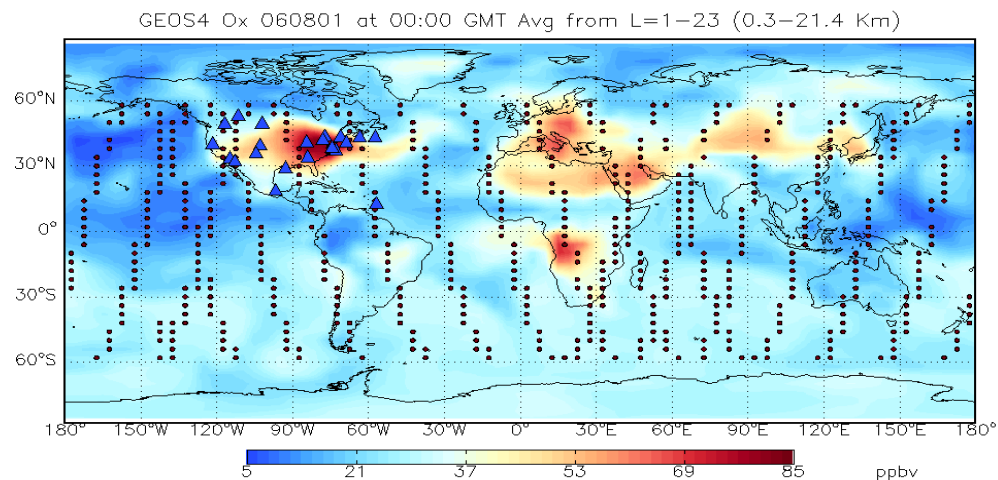 GEOS4 Ox 060801 at 00:00 GMT Avg from L=1-23 (0.3-21.4 Km)
60°N
30°N
0°
30°S
60°S
180° 150°W 120°W 90°W 60°W 30°W 0° 30°E 60°E 90°E 120°E 150°E 180°
5 21 37 53 69 85 ppbv